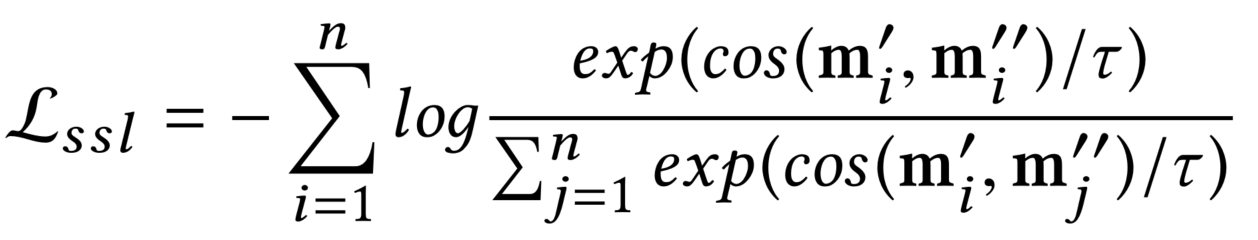 $\mathcal{L}_{ssl} = -\sum_{i=1}^{n} log \frac{exp(cos(\mathbf{m}_i', \mathbf{m}_i'')/\tau)}{\sum_{j=1}^{n} exp(cos(\mathbf{m}_i', \mathbf{m}_j'')/\tau)}$